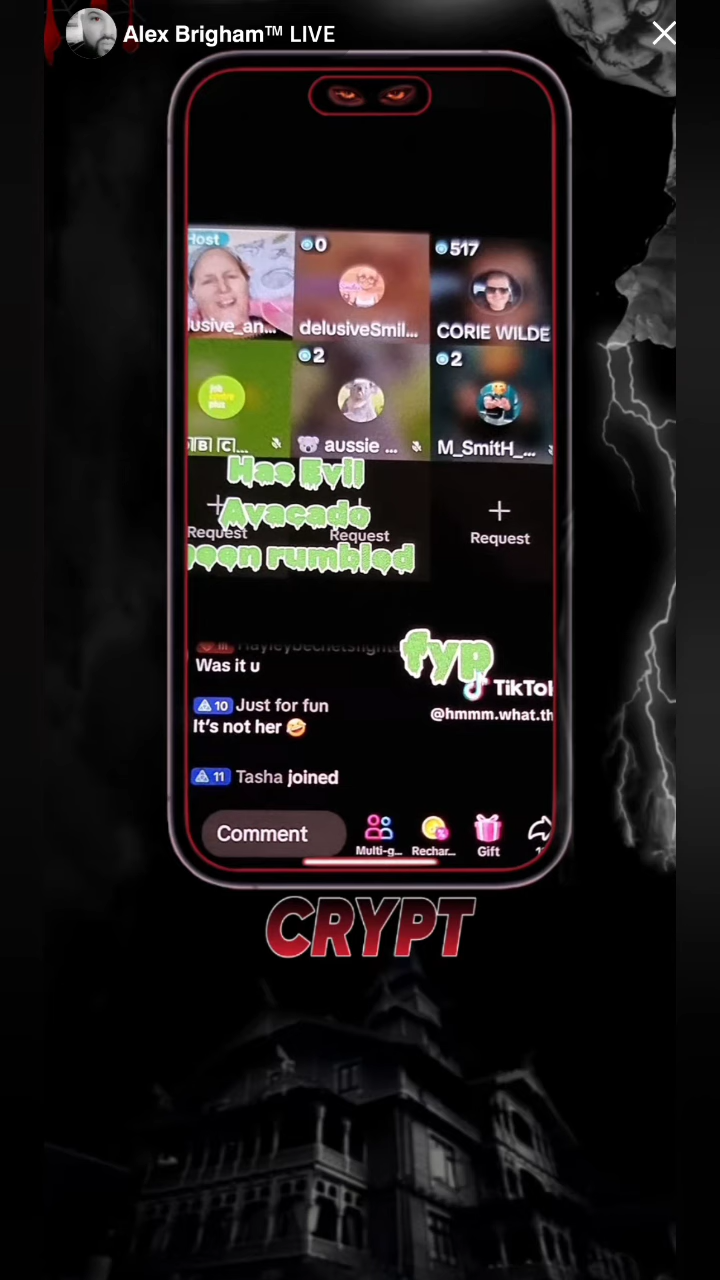 Alex Brigham™ LIVE
Host
0
517
usive_an...
delusiveSmil...
CORIE WILDE
2
2
B C...
🐨 aussie ...
M_SmitH_...
Has Evil
Avacado
been rumbled
Request
Request
Request
fyp
Was it u
TikTok
10 Just for fun
@hmmm.what.th
It's not her 🤣
11 Tasha joined
Comment
Multi-g...
Rechar...
Gift
CRYPT